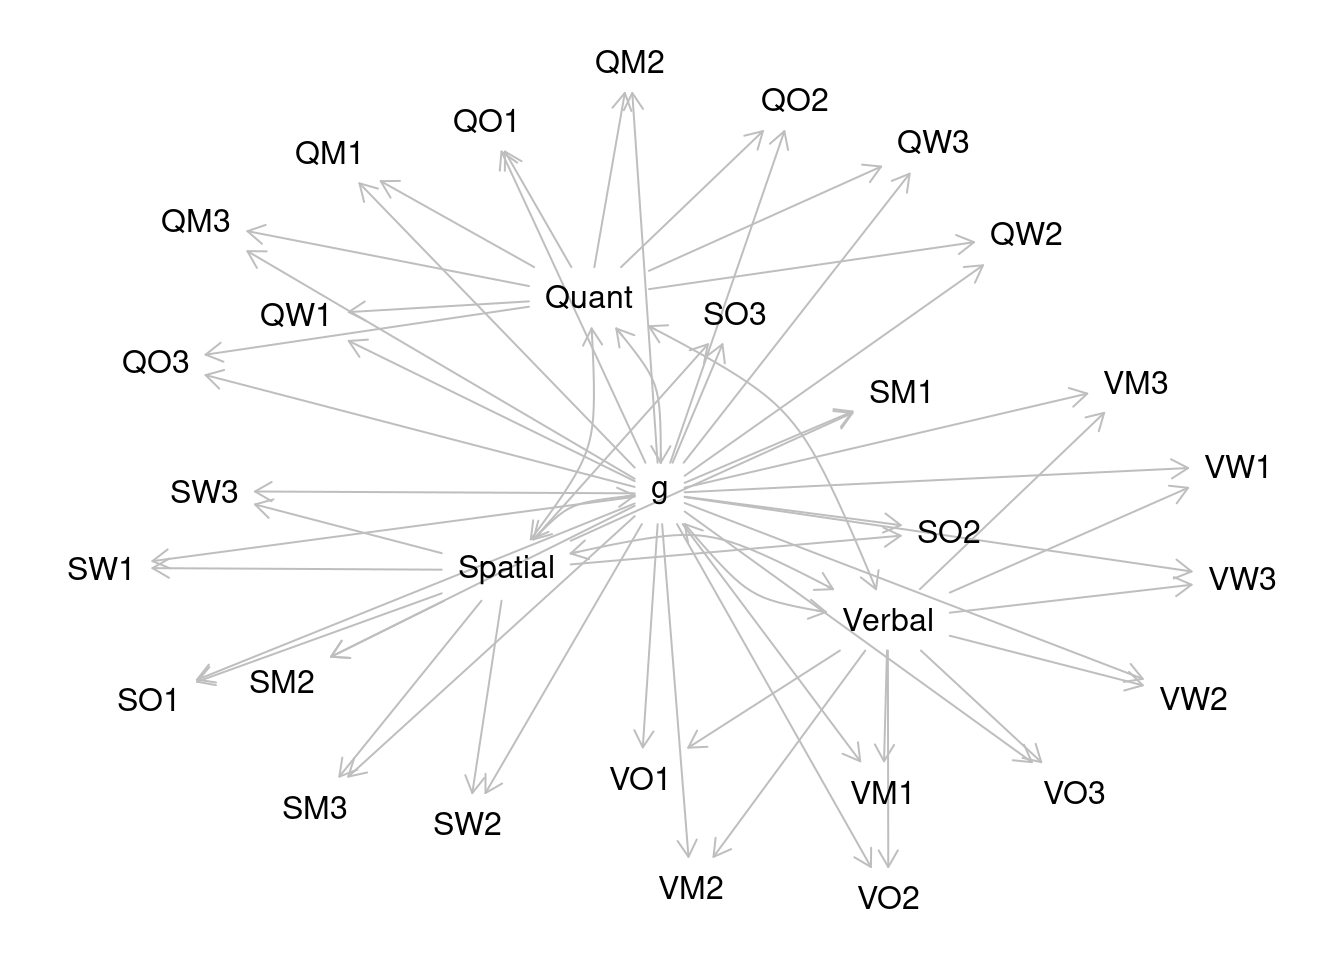 QM2
QO2
QO1
QW3
QM1
QM3
QW2
Quant
SO3
QW1
QO3
VM3
SM1
VW1
g
SW3
SO2
Spatial
SW1
VW3
Verbal
SM2
SO1
VW2
VO1
VM1
VO3
SM3
SW2
VM2
VO2